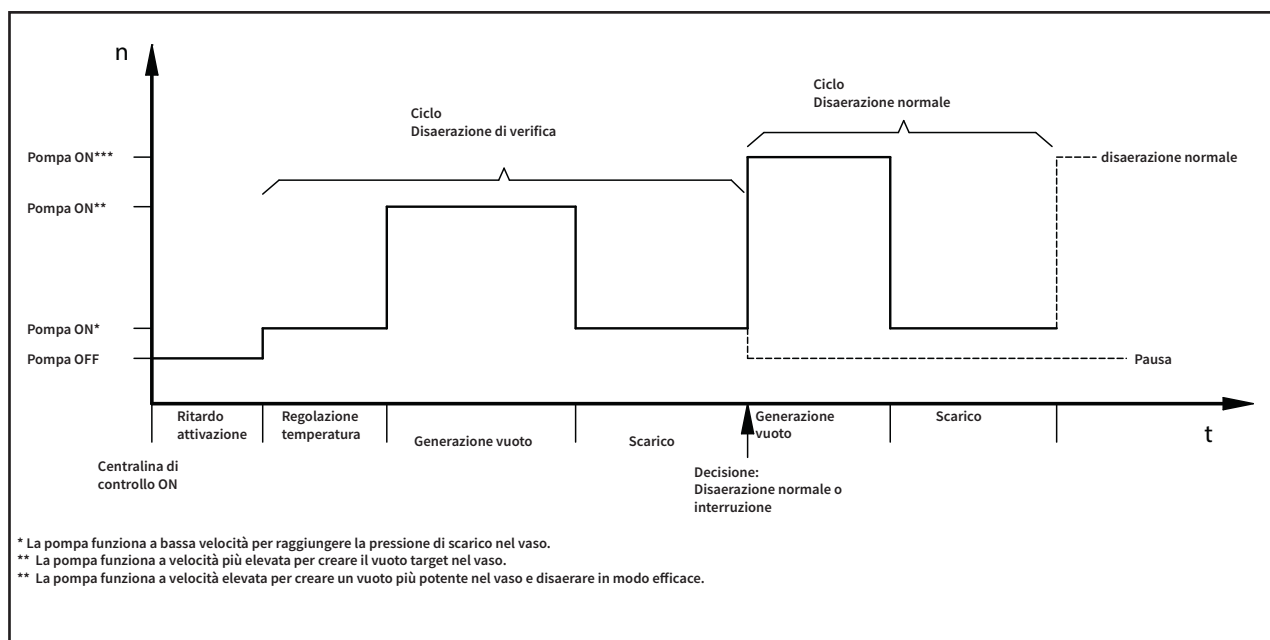 n
Ciclo
Disaerazione di verifica
Ciclo
Disaerazione normale
Pompa ON***
disaerazione normale
Pompa ON**
Pompa ON*
Pompa OFF
Pausa
Ritardo
attivazione
Regolazione
temperatura
Generazione vuoto
Scarico
Generazione
vuoto
Scarico
t
Centralina di
controllo ON
Decisione:
Disaerazione normale o
interruzione
* La pompa funziona a bassa velocità per raggiungere la pressione di scarico nel vaso.
** La pompa funziona a velocità più elevata per creare il vuoto target nel vaso.
** La pompa funziona a velocità elevata per creare un vuoto più potente nel vaso e disaerare in modo efficace.